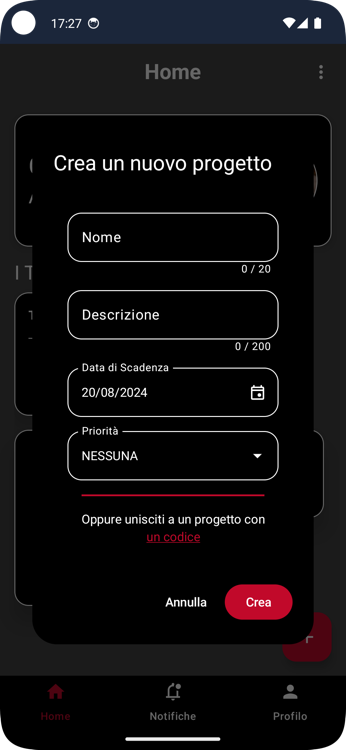 17:27
Home
Crea un nuovo progetto
Nome
0 / 20
Descrizione
0 / 200
Data di Scadenza
20/08/2024
Priorità
NESSUNA
Oppure unisciti a un progetto con
un codice
Annulla
Crea
Home
Notifiche
Profilo